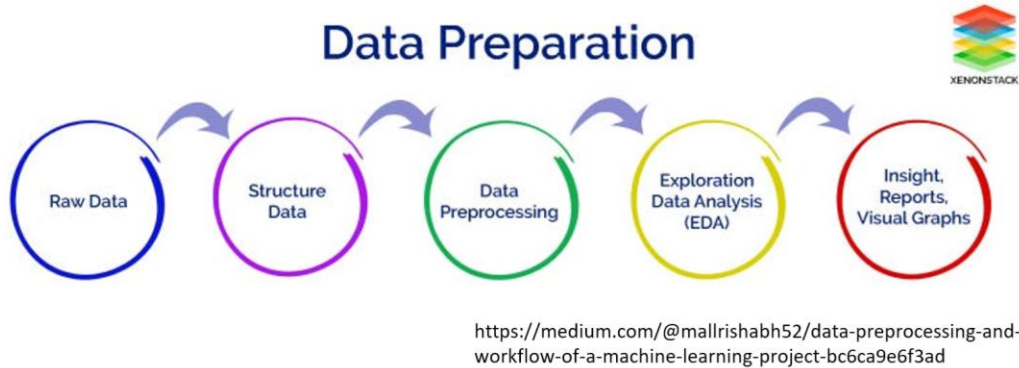 Data Preparation
XENONSTACK
Raw Data
Structure
Data
Data
Preprocessing
Exploration
Data Analysis
(EDA)
Insight,
Reports,
Visual Graphs
https://medium.com/@mallrishabh52/data-preprocessing-and-
workflow-of-a-machine-learning-project-bc6ca9e6f3ad